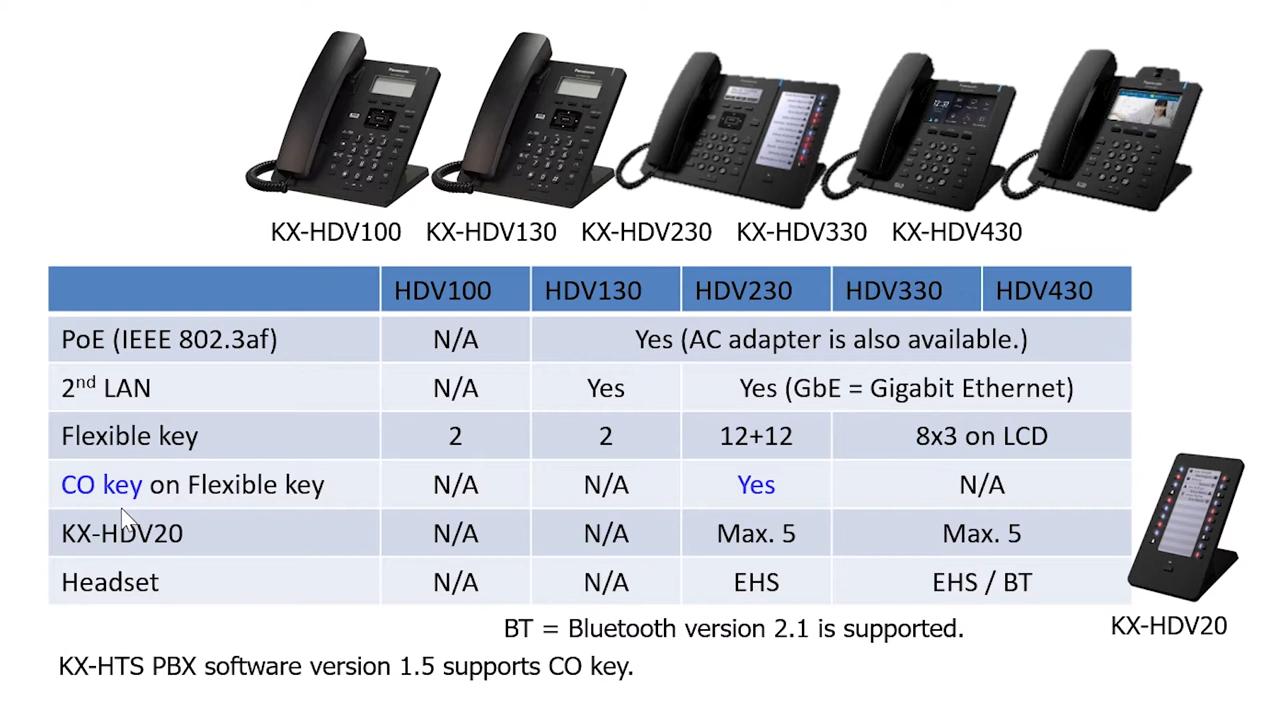 KX-HDV100 KX-HDV130 KX-HDV230 KX-HDV330 KX-HDV430
HDV100 HDV130 HDV230 HDV330 HDV430
PoE (IEEE 802.3af) N/A Yes (AC adapter is also available.)
2nd LAN N/A Yes Yes (GbE = Gigabit Ethernet)
Flexible key 2 2 12+12 8x3 on LCD
CO key on Flexible key N/A N/A Yes N/A
KX-HDV20 N/A N/A Max. 5 Max. 5
Headset N/A N/A EHS EHS / BT
KX-HDV20
BT = Bluetooth version 2.1 is supported.
KX-HTS PBX software version 1.5 supports CO key.